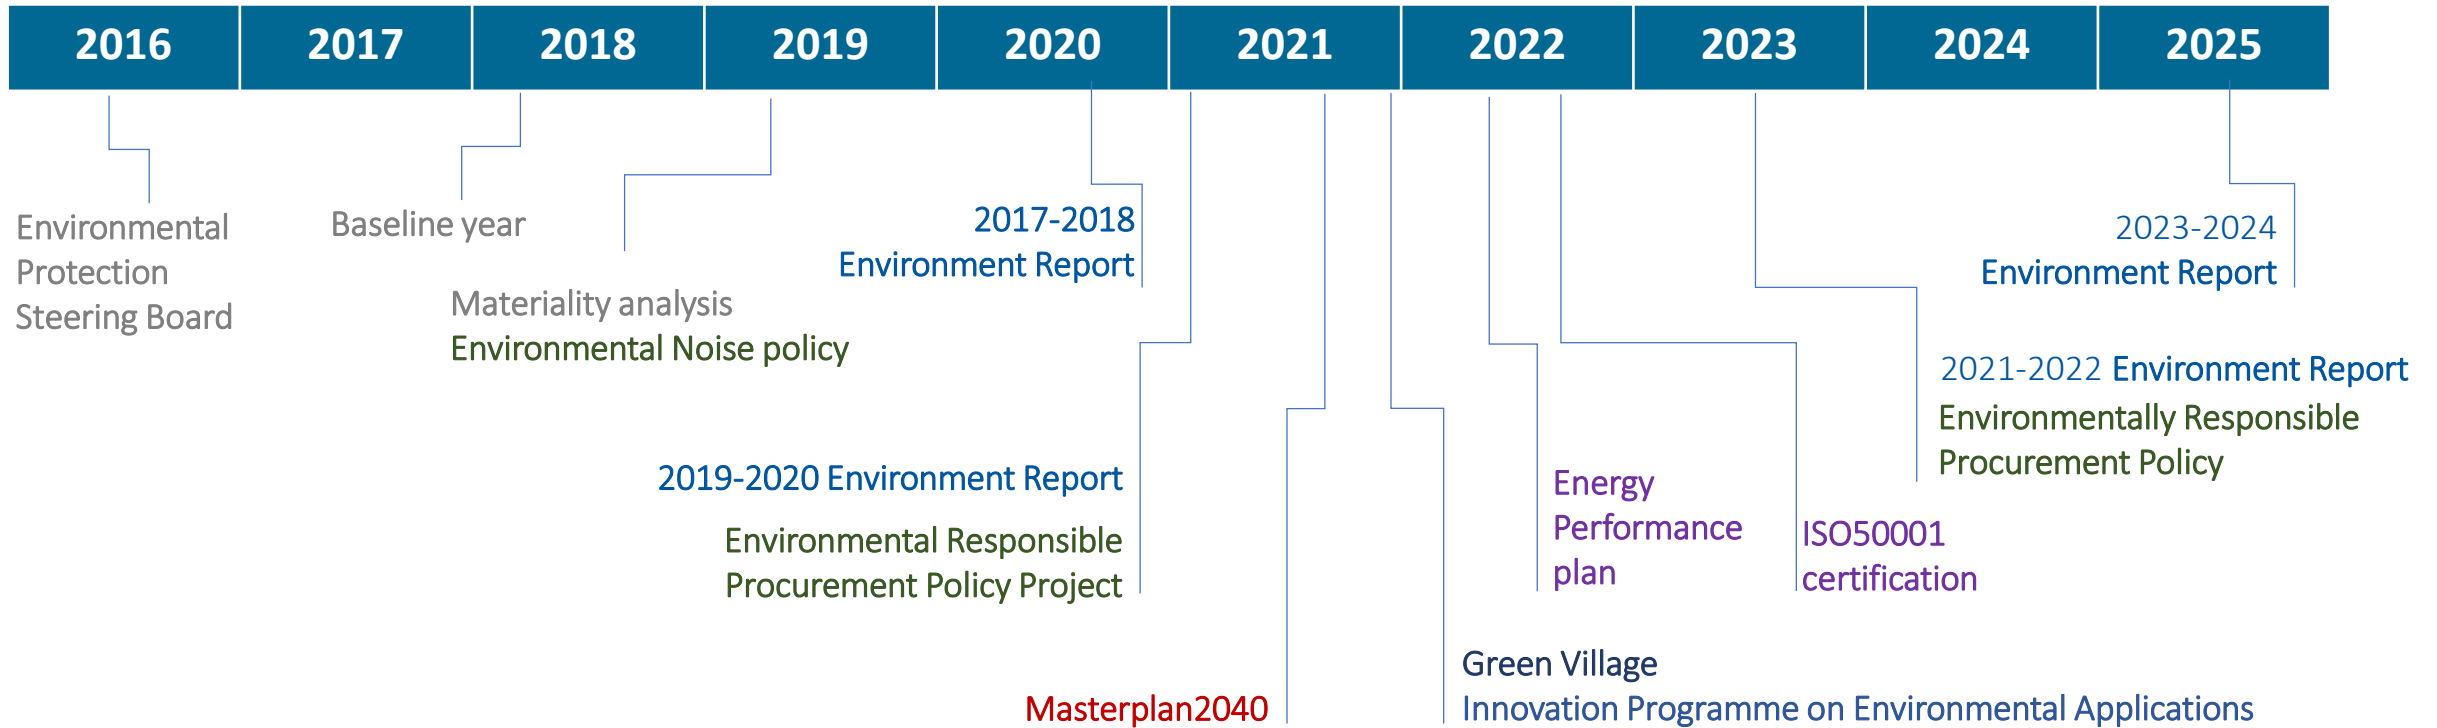 2016 2017 2018 2019 2020 2021 2022 2023 2024 2025
Environmental
Protection
Steering Board
Baseline year
Materiality analysis
Environmental Noise policy
2017-2018
Environment Report
2019-2020 Environment Report
Environmental Responsible
Procurement Policy Project
Masterplan2040
Green Village
Innovation Programme on Environmental Applications
Energy
Performance
plan
ISO50001
certification
2021-2022 Environment Report
Environmentally Responsible
Procurement Policy
2023-2024
Environment Report